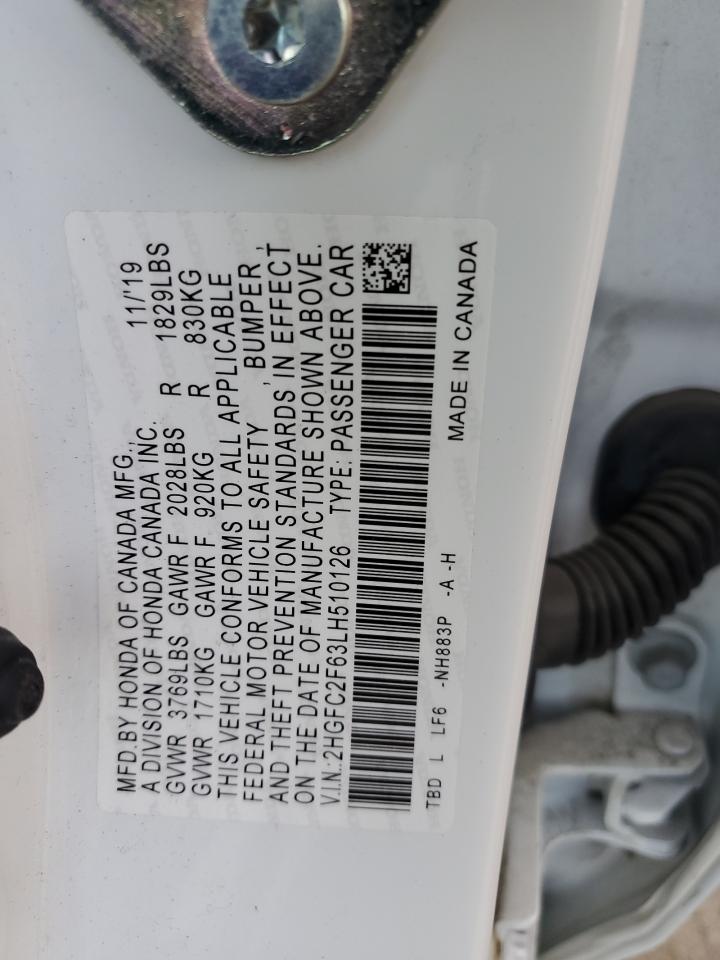 MFD.BY HONDA OF CANADA MFG., 11/'19
A DIVISION OF HONDA CANADA INC.
GVWR 3769LBS GAWR F 2028LBS R 1829LBS
GVWR 1710KG GAWR F 920KG R 830KG
THIS VEHICLE CONFORMS TO ALL APPLICABLE
FEDERAL MOTOR VEHICLE SAFETY, BUMPER,
AND THEFT PREVENTION STANDARDS IN EFFECT
ON THE DATE OF MANUFACTURE SHOWN ABOVE.
V.I.N.:2HGFC2F63LH510126 TYPE: PASSENGER CAR
TBD L LF6 -NH883P -A -H MADE IN CANADA